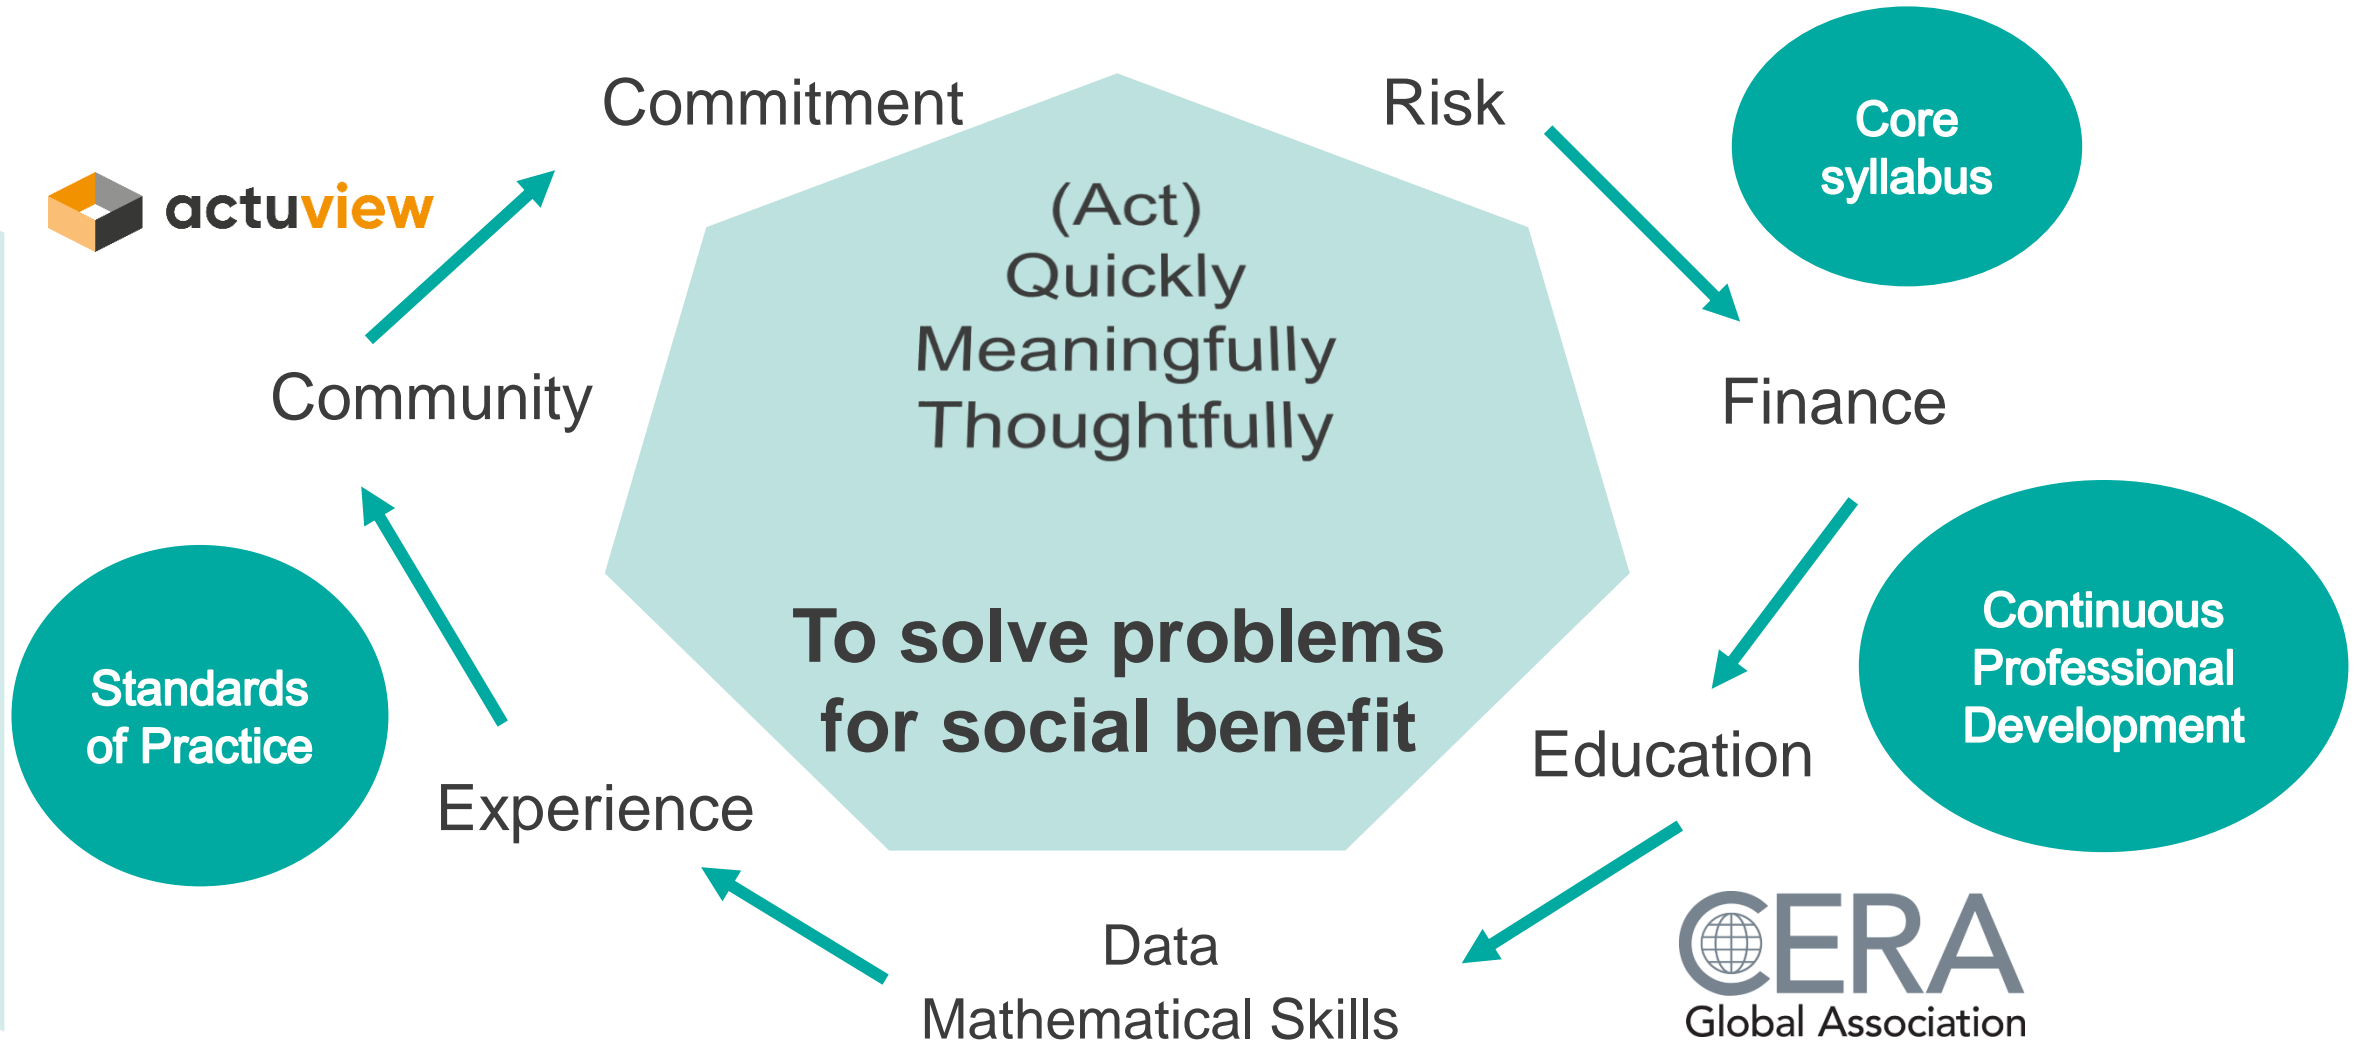 Commitment
Risk
Core
syllabus
actuview
(Act)
Quickly
Meaningfully
Thoughtfully
Community
Finance
To solve problems
for social benefit
Continuous
Professional
Development
Standards
of Practice
Education
Experience
Data
Mathematical Skills
CERA
Global Association